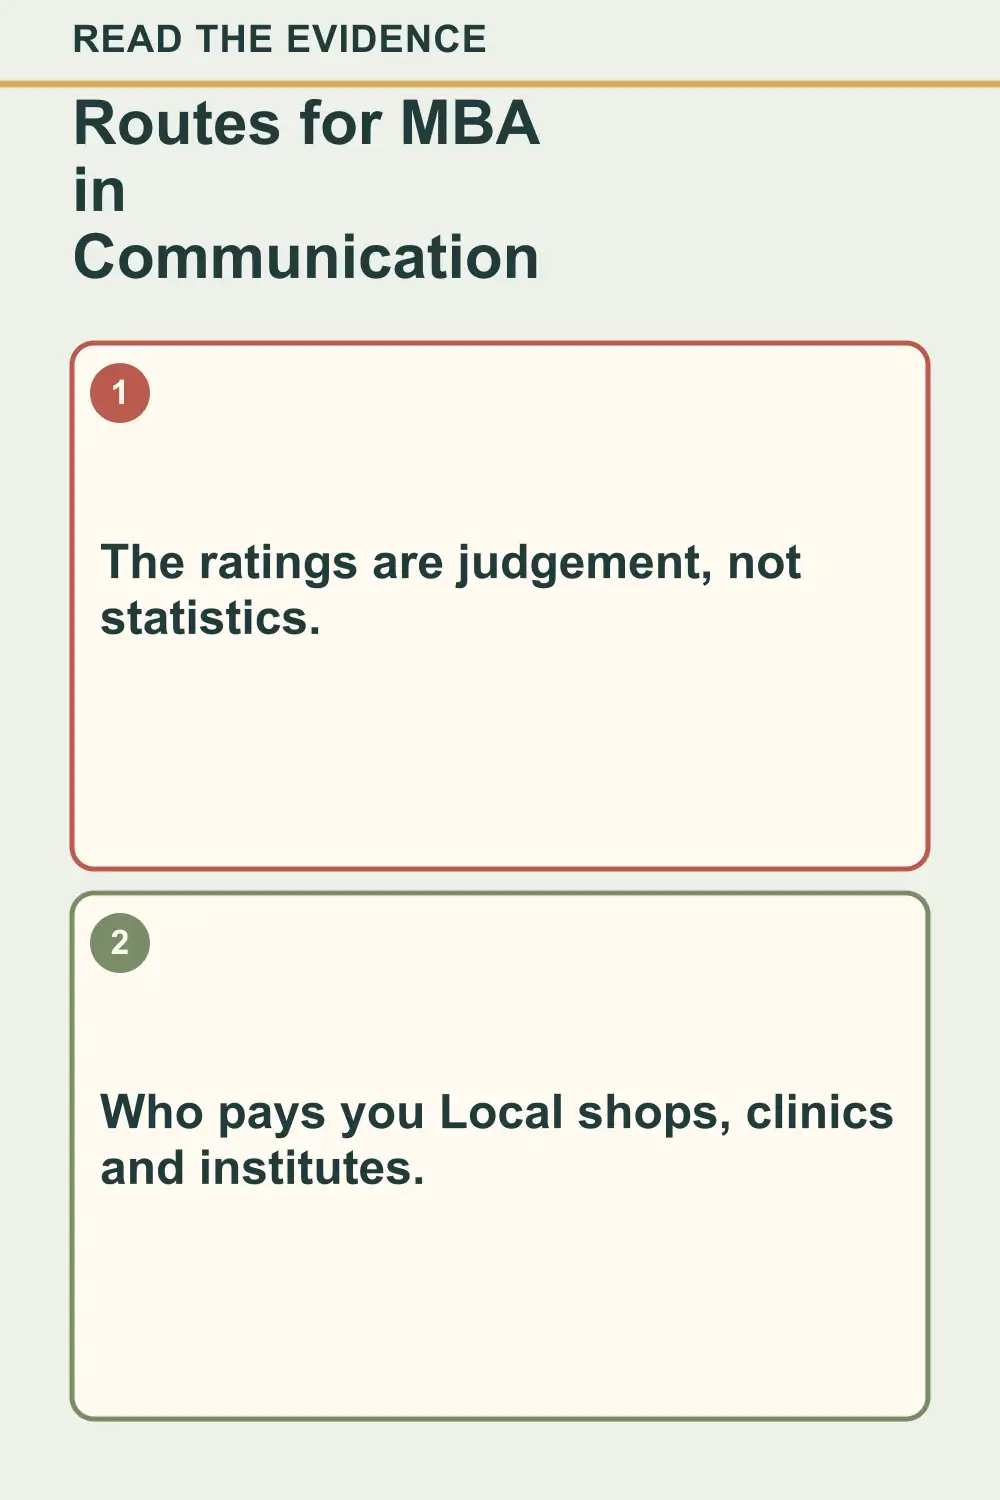 READ THE EVIDENCE
Routes for MBA
in
Communication
1
The ratings are judgement, not
statistics.
2
Who pays you Local shops, clinics
and institutes.